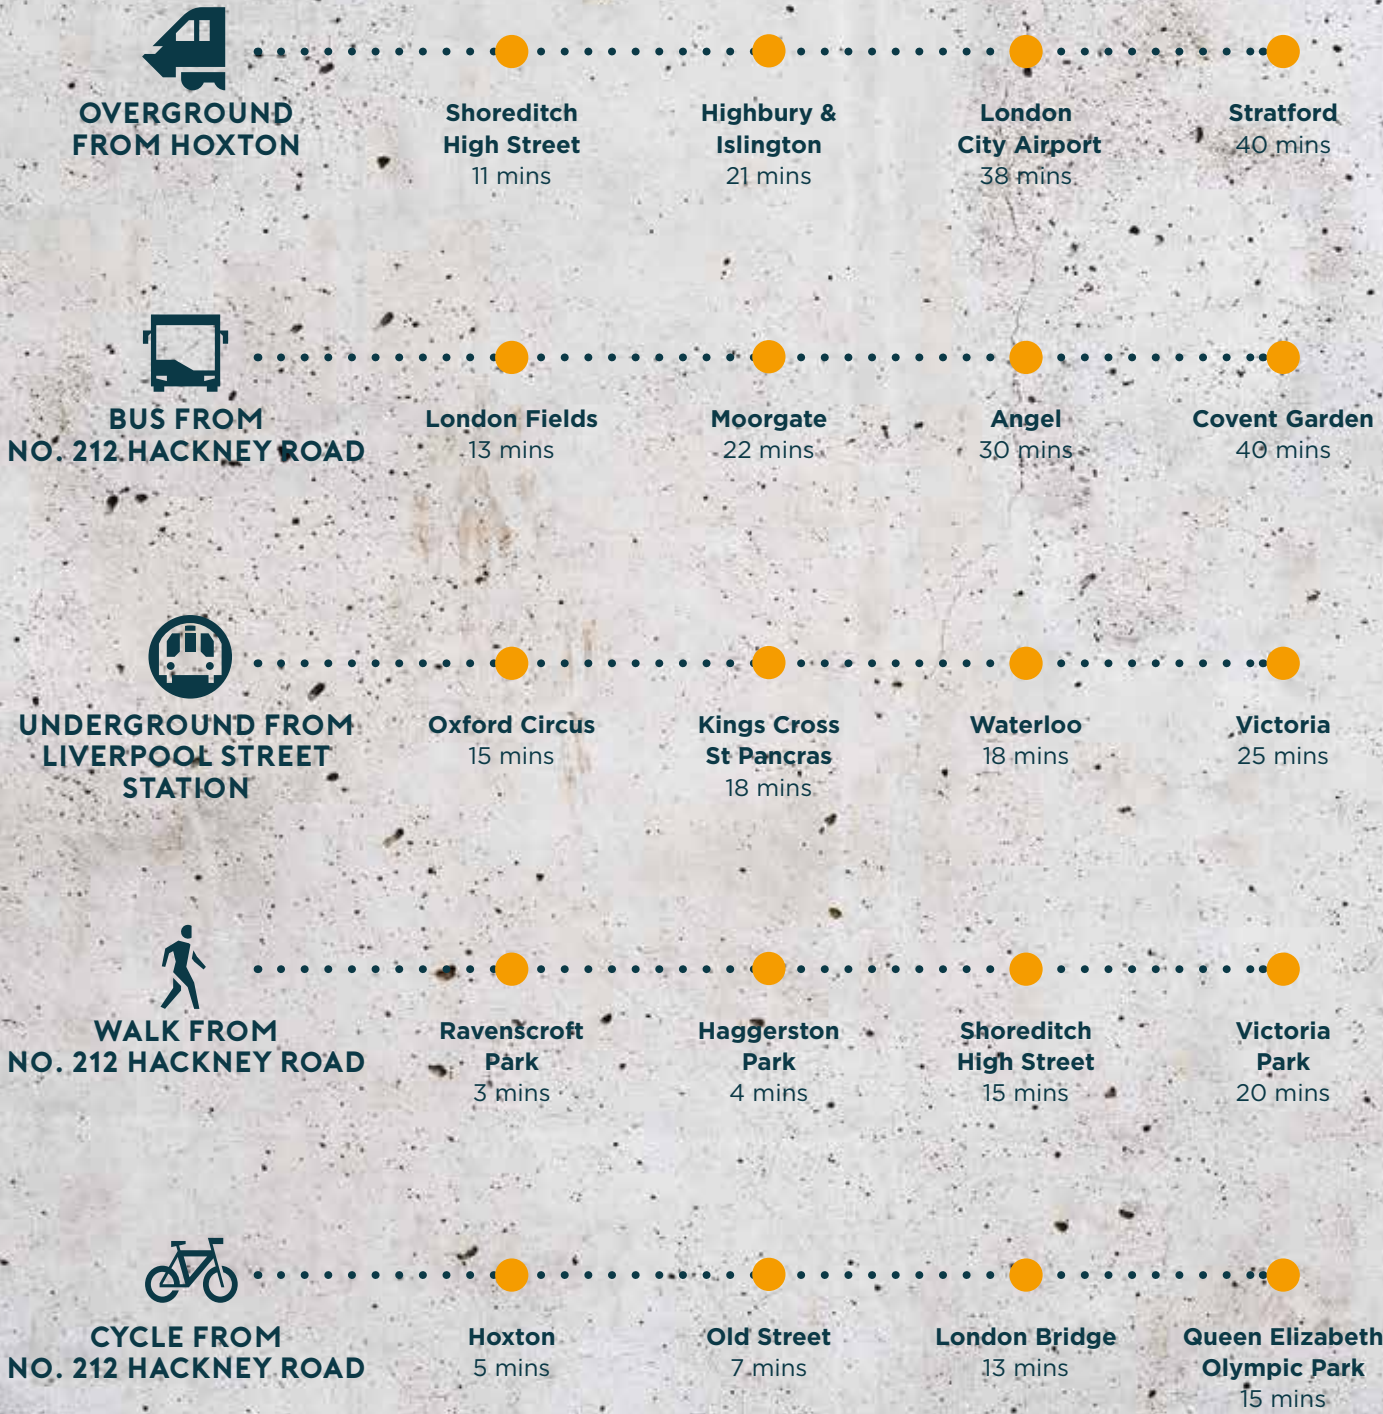 OVERGROUND
FROM HOXTON
Shoreditch
High Street
11 mins
Highbury &
Islington
21 mins
London
City Airport
38 mins
Stratford
40 mins
BUS FROM
NO. 212 HACKNEY ROAD
London Fields
13 mins
Moorgate
22 mins
Angel
30 mins
Covent Garden
40 mins
UNDERGROUND FROM
LIVERPOOL STREET
STATION
Oxford Circus
15 mins
Kings Cross
St Pancras
18 mins
Waterloo
18 mins
Victoria
25 mins
WALK FROM
NO. 212 HACKNEY ROAD
Ravenscroft
Park
3 mins
Haggerston
Park
4 mins
Shoreditch
High Street
15 mins
Victoria
Park
20 mins
CYCLE FROM
NO. 212 HACKNEY ROAD
Hoxton
5 mins
Old Street
7 mins
London Bridge
13 mins
Queen Elizabeth
Olympic Park
15 mins